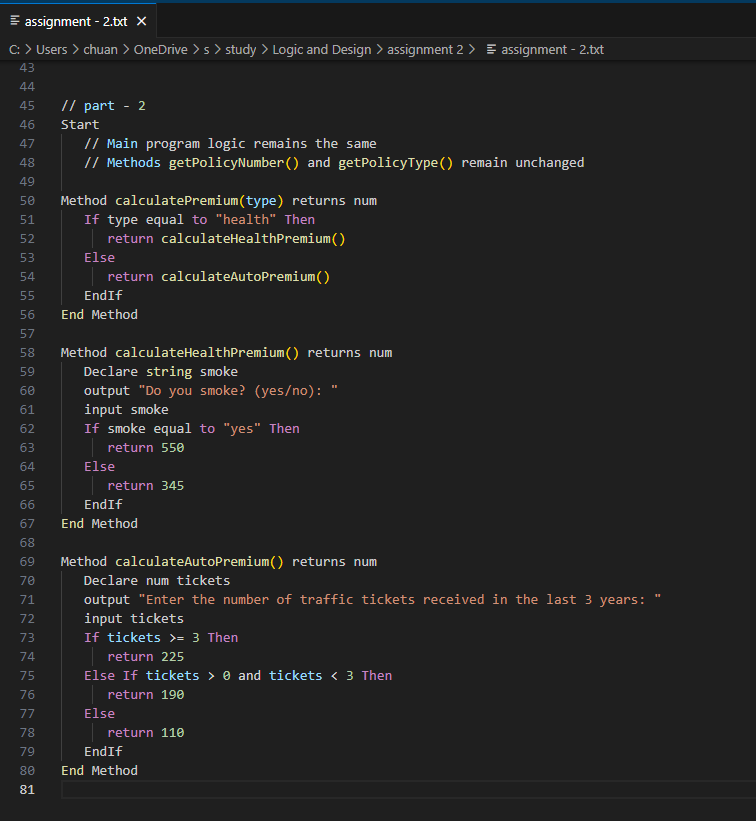 assignment - 2.txt
C: > Users > chuan > OneDrive > s > study > Logic and Design > assignment 2 > assignment - 2.txt
43
44
45 // part - 2
46 Start
47 // Main program logic remains the same
48 // Methods getPolicyNumber() and getPolicyType() remain unchanged
49
50 Method calculatePremium(type) returns num
51 If type equal to "health" Then
52 return calculateHealthPremium()
53 Else
54 return calculateAutoPremium()
55 EndIf
56 End Method
57
58 Method calculateHealthPremium() returns num
59 Declare string smoke
60 output "Do you smoke? (yes/no): "
61 input smoke
62 If smoke equal to "yes" Then
63 return 550
64 Else
65 return 345
66 EndIf
67 End Method
68
69 Method calculateAutoPremium() returns num
70 Declare num tickets
71 output "Enter the number of traffic tickets received in the last 3 years: "
72 input tickets
73 If tickets >= 3 Then
74 return 225
75 Else If tickets > 0 and tickets < 3 Then
76 return 190
77 Else
78 return 110
79 EndIf
80 End Method
81